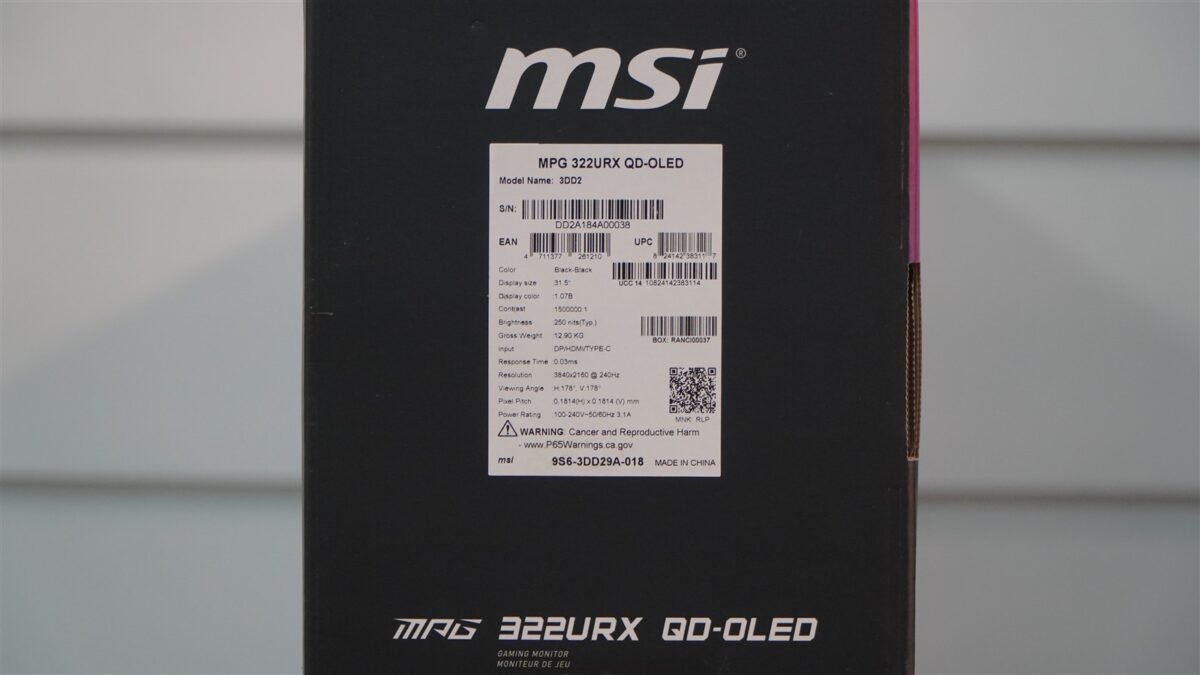 msi®
MPG 322URX QD-OLED
Model Name: 3DD2
S/N:
DD2A184A00038
EAN
4 711377 261210
UPC
8 24142 38311 7
Color :Black-Black
UCC 14 10824142383114
Display size :31.5"
Display color :1.07B
Contrast :1500000:1
Brightness :250 nits(Typ.)
Gross Weight :12.90 KG
BOX: RANCI00037
Input :DP/HDMI/TYPE-C
Response Time :0.03ms
Resolution :3840x2160 @ 240Hz
Viewing Angle :H 178°, V 178°
Pixel Pitch :0.1814(H) x 0.1814 (V) mm
Power Rating :100-240V~50/60Hz 3.1A
MNK RLP
WARNING: Cancer and Reproductive Harm
- www.P65Warnings.ca.gov
msi 9S6-3DD29A-018 MADE IN CHINA
MPG 322URX QD-OLED
GAMING MONITOR
MONITEUR DE JEU